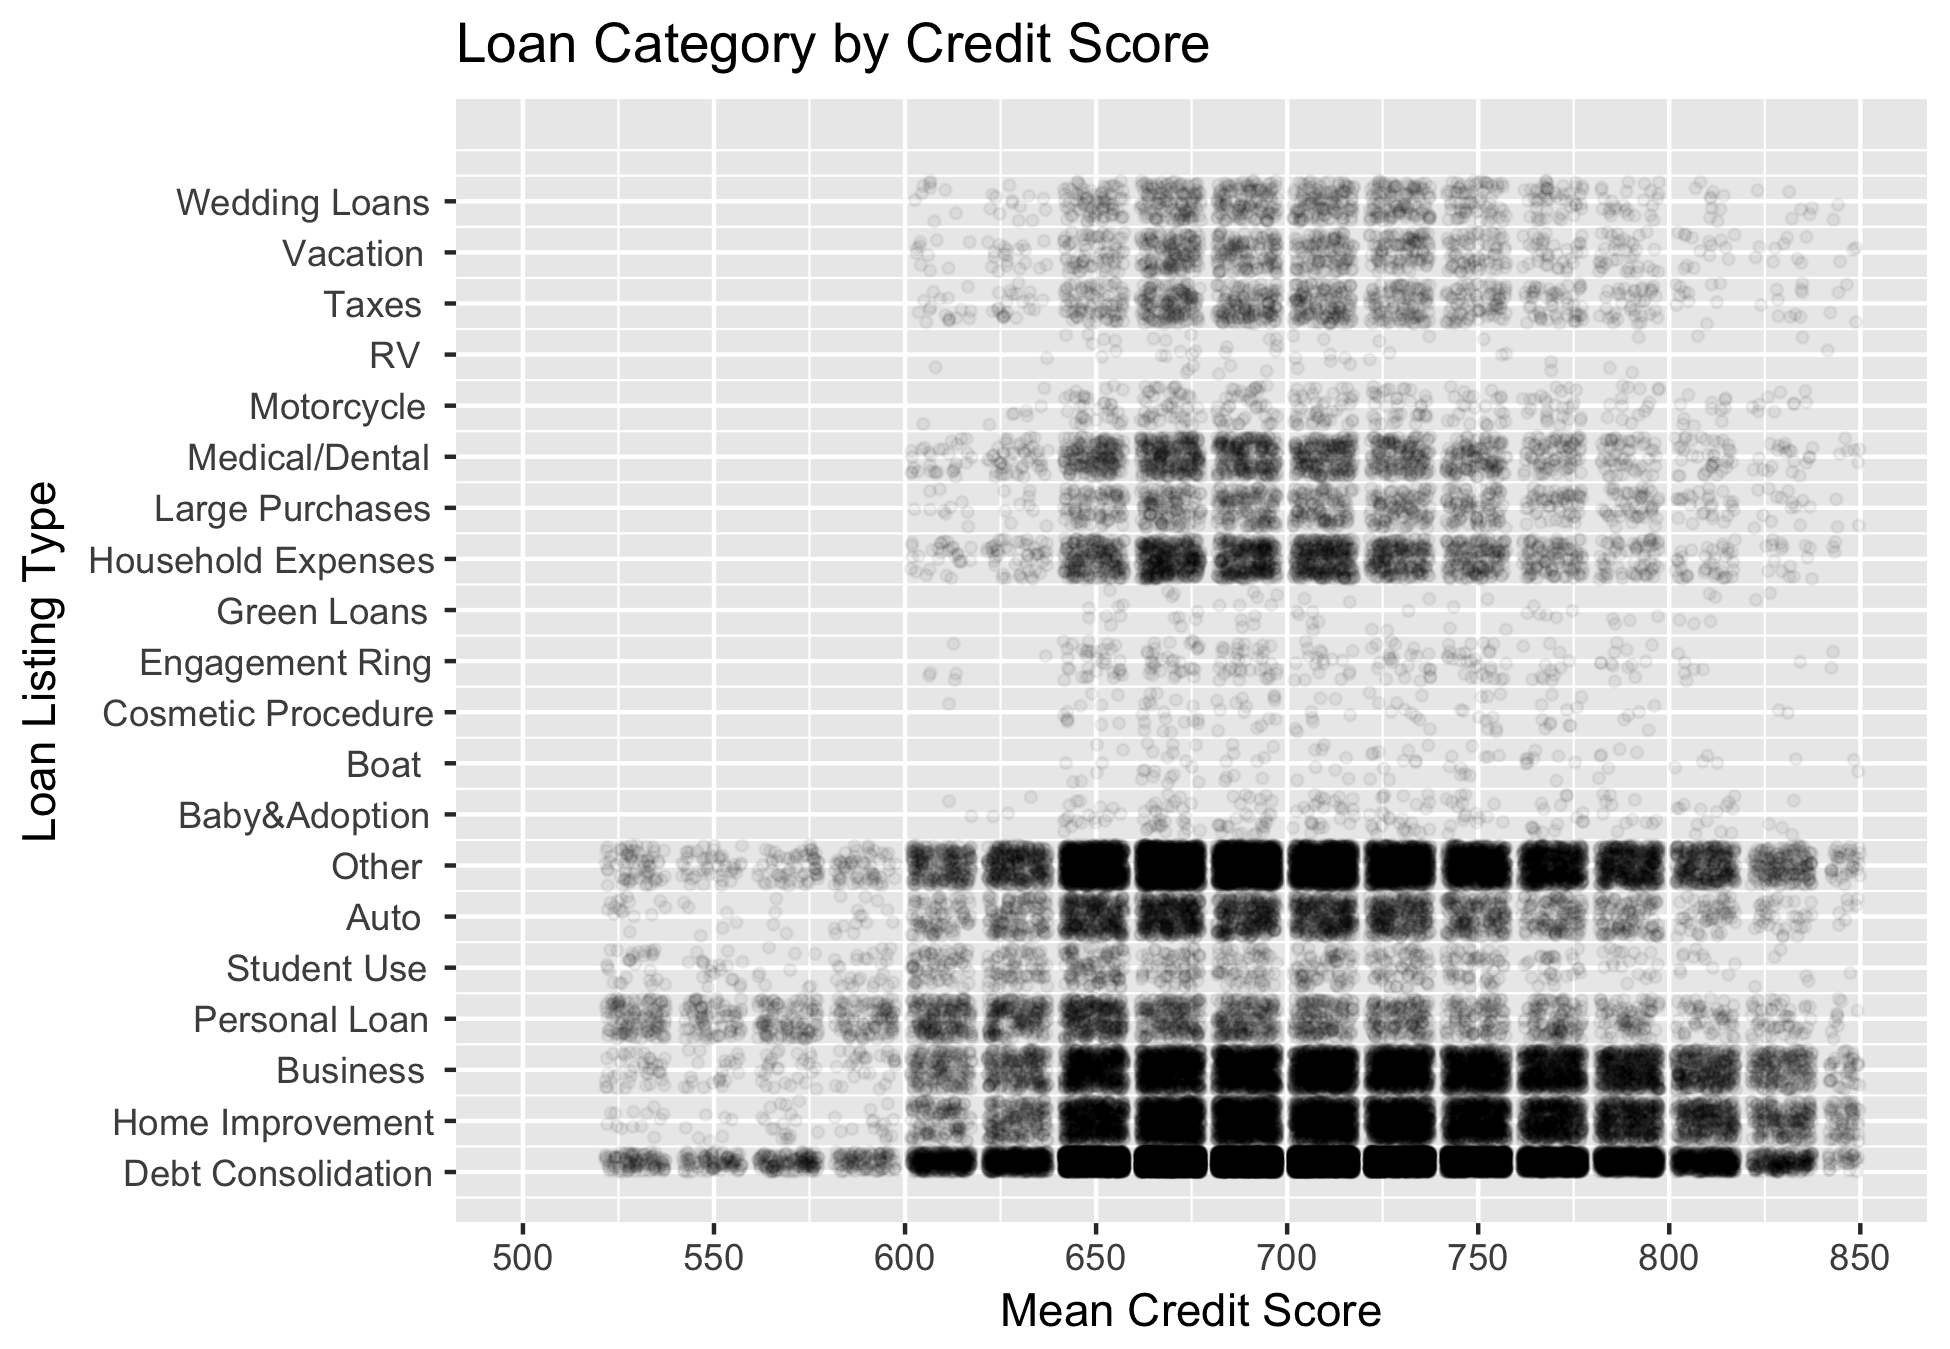 Loan Category by Credit Score
Wedding Loans
Vacation
Taxes
RV
Motorcycle
Medical/Dental
Large Purchases
Household Expenses
Green Loans
Engagement Ring
Cosmetic Procedure
Boat
Baby&Adoption
Other
Auto
Student Use
Personal Loan
Business
Home Improvement
Debt Consolidation
Loan Listing Type
500 550 600 650 700 750 800 850
Mean Credit Score